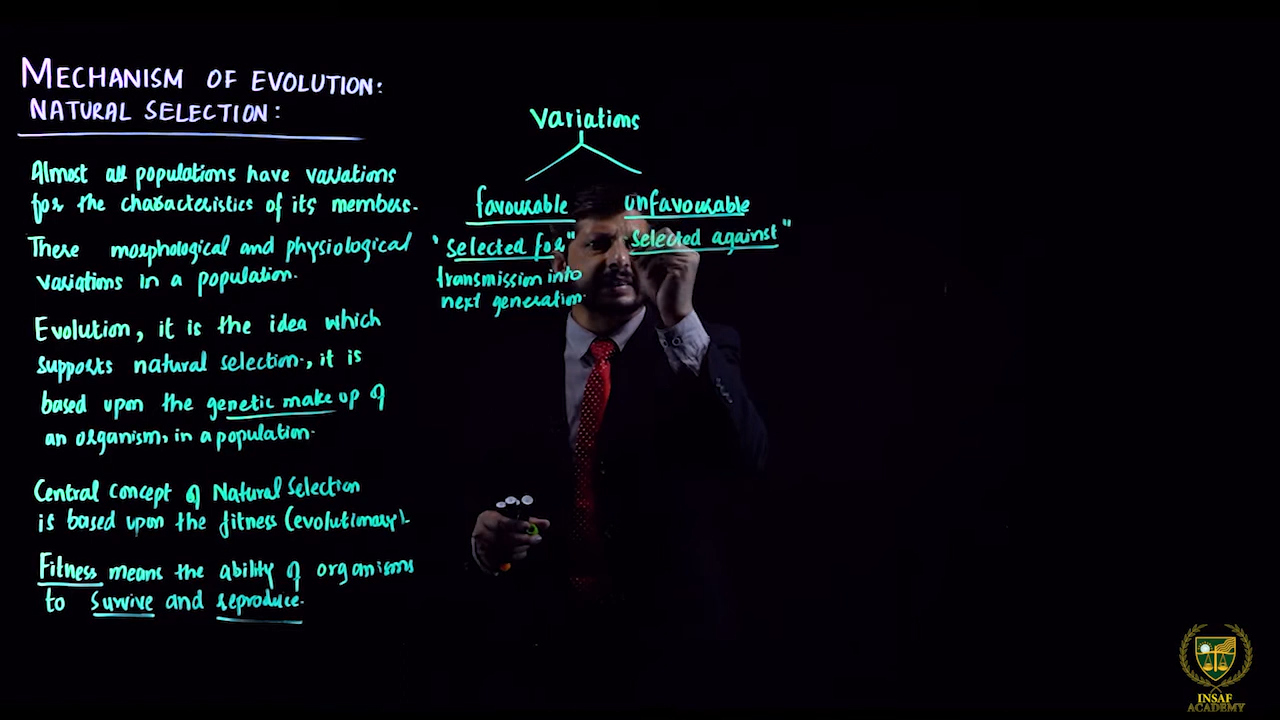 MECHANISM OF EVOLUTION:
NATURAL SELECTION:
Almost all populations have variations
for the characteristics of its members.
There morphological and physiological
variations in a population.
Evolution, it is the idea which
supports natural selection, it is
based upon the genetic make up of
an organism, in a population.
Central concept of Natural Selection
is based upon the fitness (evolutionary).
Fitness means the ability of organisms
to survive and reproduce.
Variations
favourable unfavourable
"selected for" "selected against"
transmission into
next generation.
INSAF
ACADEMY